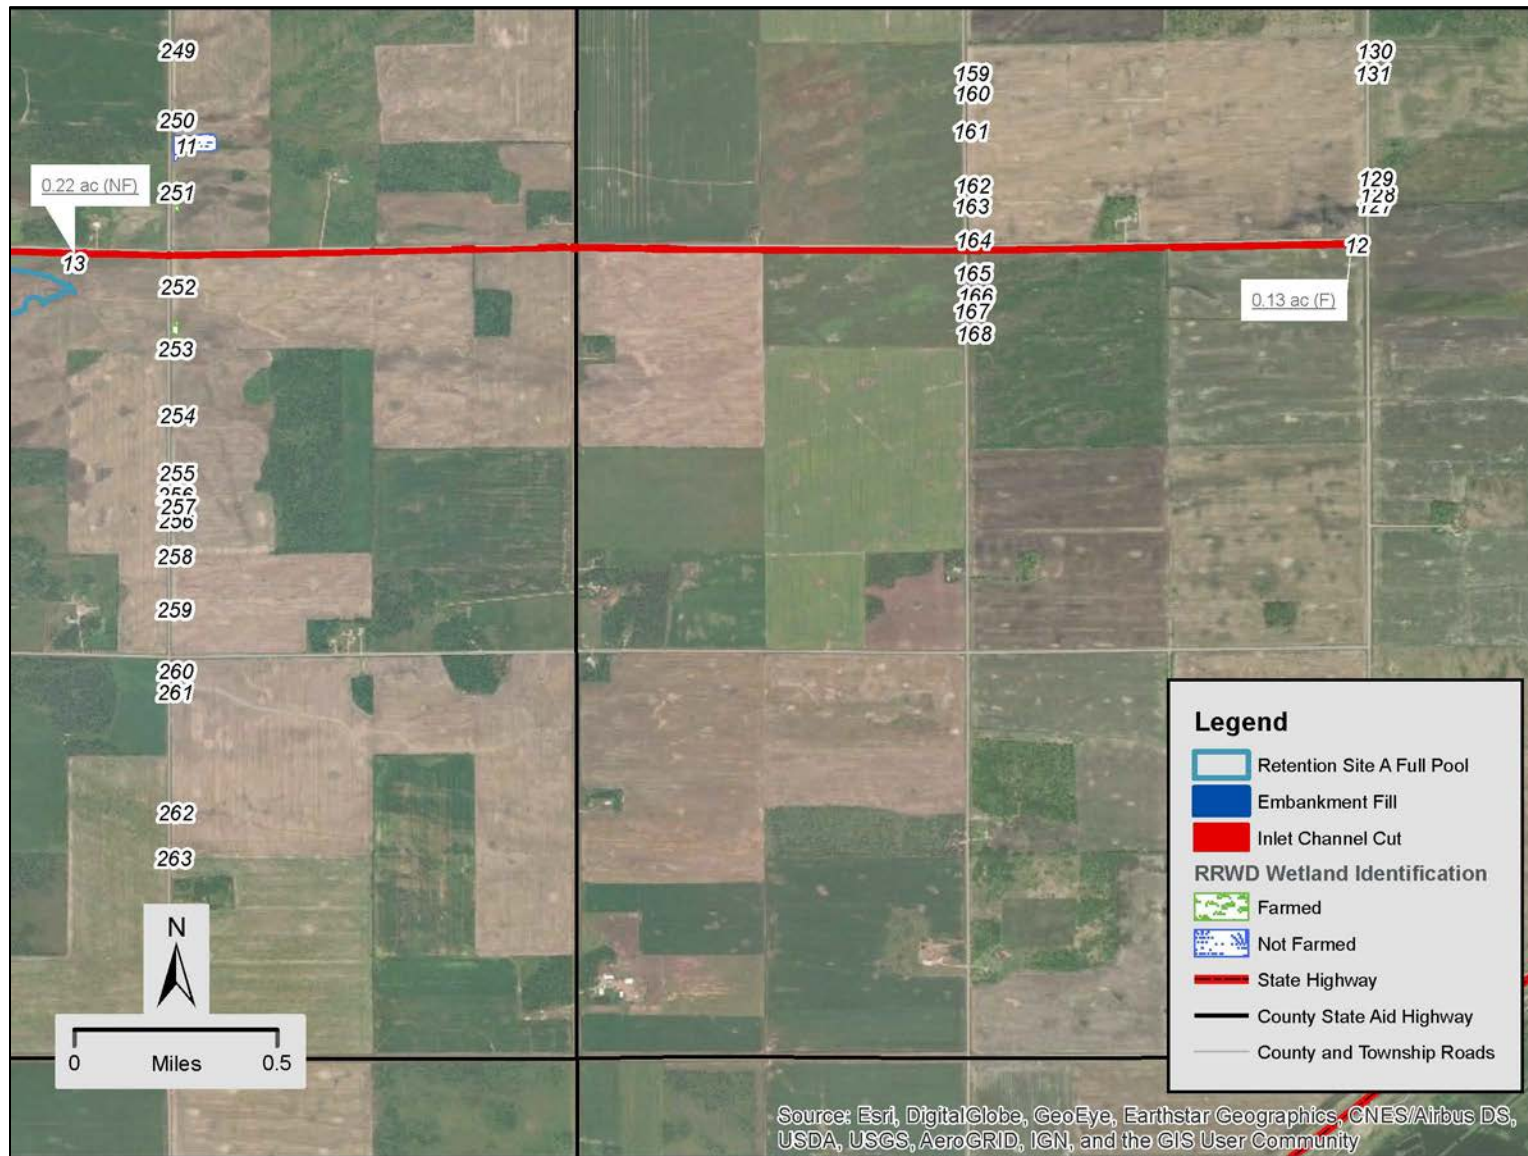 249
250
11
251
0.22 ac (NF)
13
252
253
254
255
256
257
256
258
259
260
261
262
263
159
160
161
162
163
164
165
166
167
168
130
131
129
128
127
12
0.13 ac (F)
N
0 Miles 0.5
Legend
Retention Site A Full Pool
Embankment Fill
Inlet Channel Cut
RRWD Wetland Identification
Farmed
Not Farmed
State Highway
County State Aid Highway
County and Township Roads
Source: Esri, DigitalGlobe, GeoEye, Earthstar Geographics, CNES/Airbus DS,
USDA, USGS, AeroGRID, IGN, and the GIS User Community